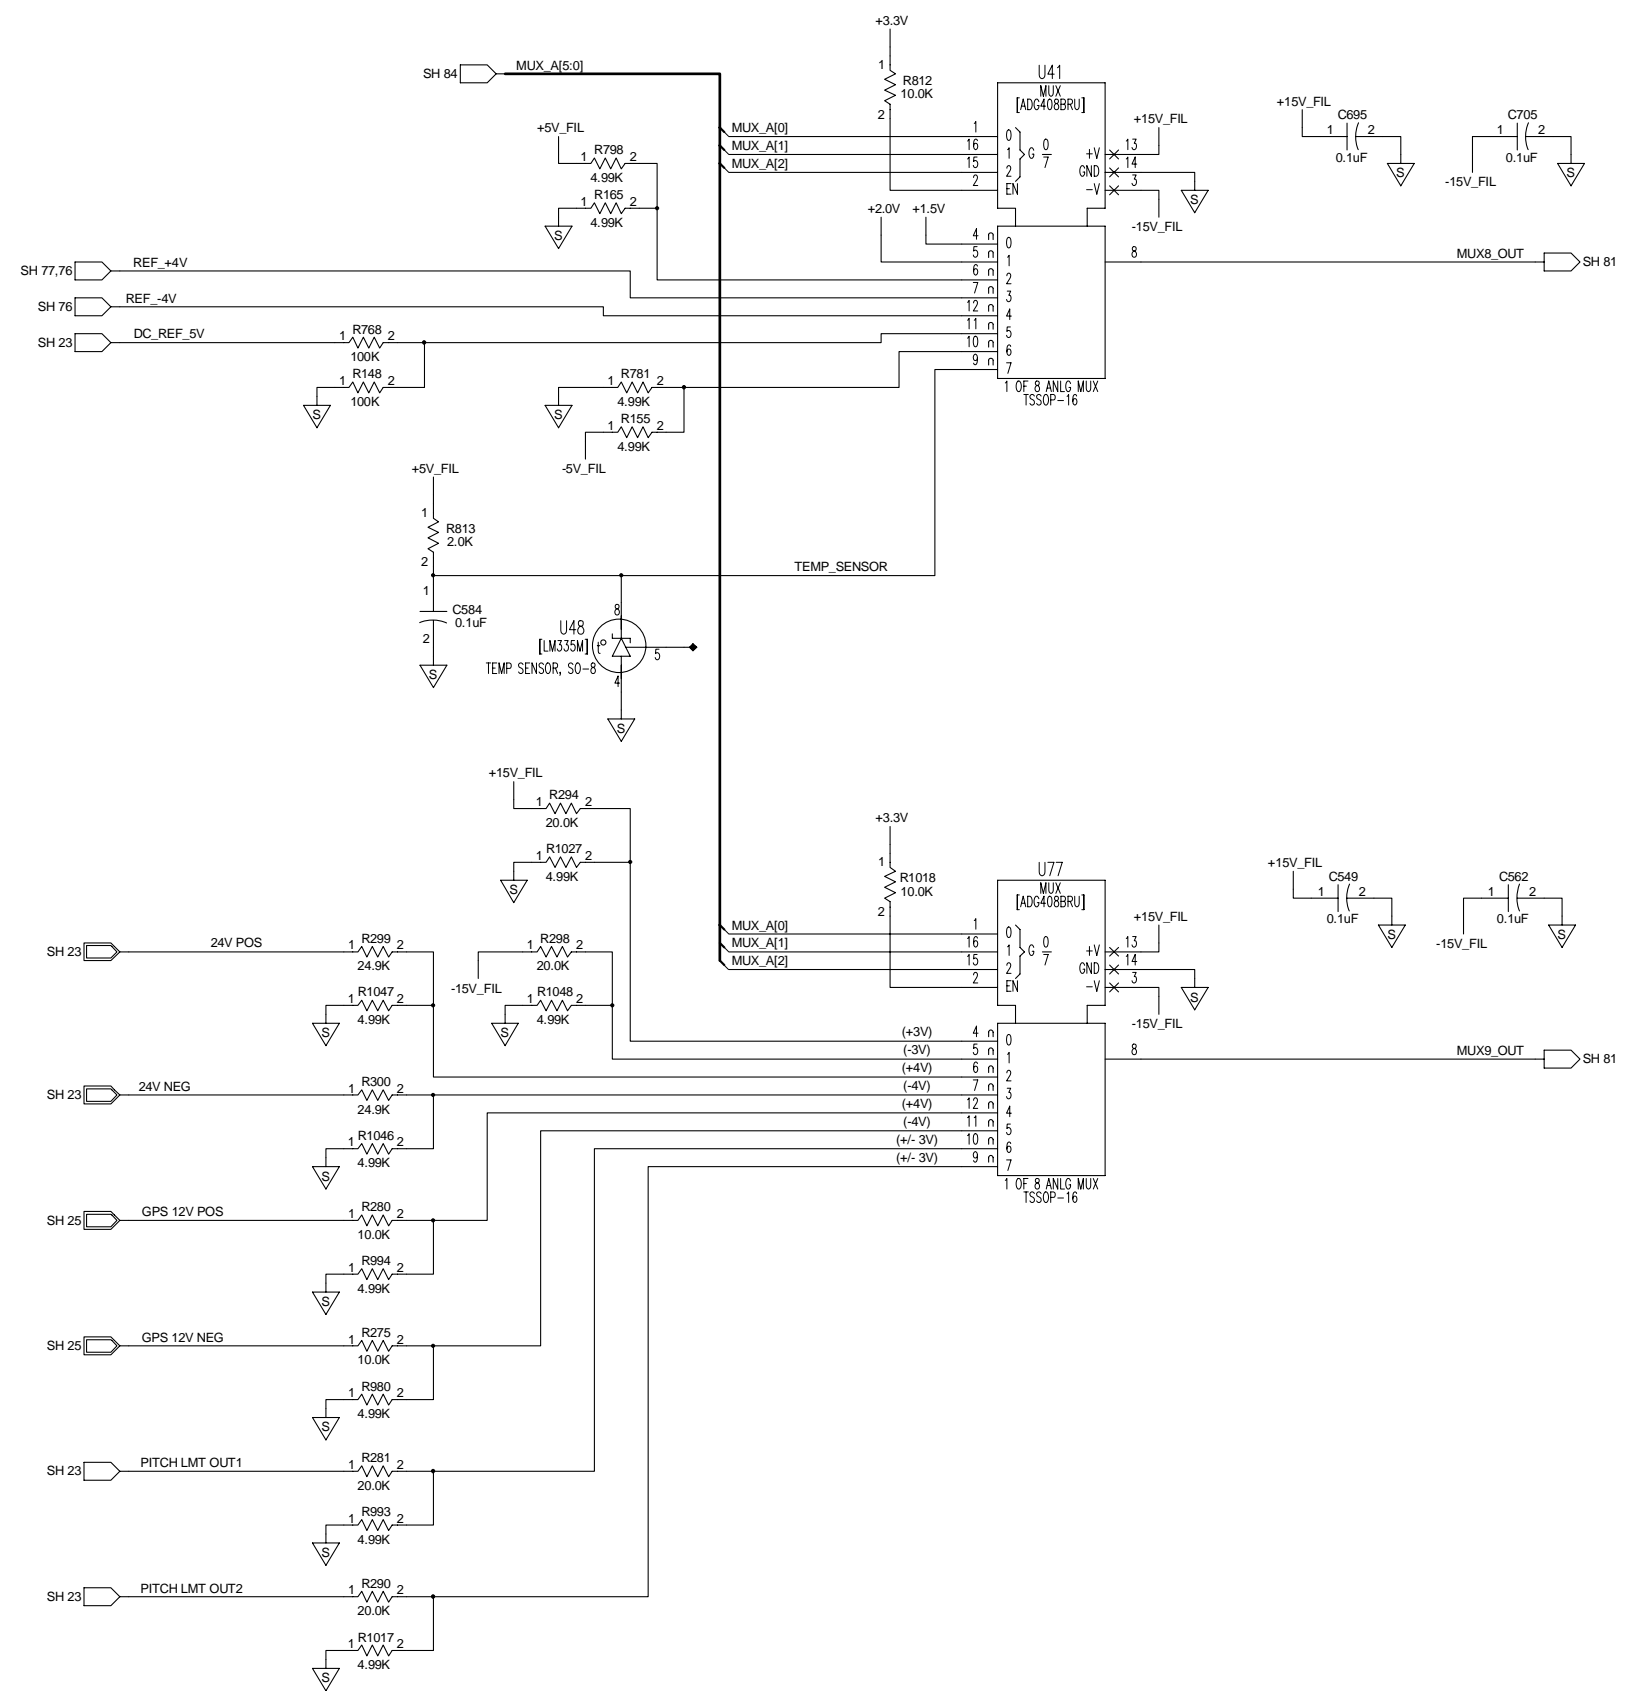 +3.3V
SH 84
MUX_A[5:0]
1
R812
10.0K
2
U41
MUX
[ADG408BRU]
+5V_FIL
1 R798 2
4.99K
1 R165 2
4.99K
S
MUX_A[0]
MUX_A[1]
MUX_A[2]
1
16
15
2
0
1
2
EN
G 0
7
+V
GND
-V
13
14
3
+15V_FIL
-15V_FIL
S
+15V_FIL
C695
1 2
0.1uF
S
C705
1 2
0.1uF
-15V_FIL
S
+2.0V +1.5V
SH 77,76
REF_+4V
SH 76
REF_-4V
SH 23
DC_REF_5V
1 R768 2
100K
1 R148 2
100K
S
1 R781 2
4.99K
S
1 R155 2
4.99K
-5V_FIL
4 n 0
5 n 1
6 n 2
7 n 3
12 n 4
11 n 5
10 n 6
9 n 7
8
MUX8_OUT
SH 81
1 OF 8 ANLG MUX
TSSOP-16
+5V_FIL
1
R813
2.0K
2
TEMP_SENSOR
1
C584
0.1uF
2
S
8
U48
[LM335M]
t°
5
TEMP SENSOR, SO-8
4
S
+15V_FIL
1 R294 2
20.0K
1 R1027 2
4.99K
S
+3.3V
1
R1018
10.0K
2
U77
MUX
[ADG408BRU]
+15V_FIL
C549
1 2
0.1uF
S
C562
1 2
0.1uF
-15V_FIL
S
MUX_A[0]
MUX_A[1]
MUX_A[2]
1
16
15
2
0
1
2
EN
G 0
7
+V
GND
-V
13
14
3
+15V_FIL
-15V_FIL
S
SH 23
24V POS
1 R299 2
24.9K
1 R1047 2
4.99K
S
1 R298 2
20.0K
-15V_FIL
1 R1048 2
4.99K
S
(+3V) 4 n 0
(-3V) 5 n 1
(+4V) 6 n 2
(-4V) 7 n 3
(+4V) 12 n 4
(-4V) 11 n 5
(+/- 3V) 10 n 6
(+/- 3V) 9 n 7
8
MUX9_OUT
SH 81
1 OF 8 ANLG MUX
TSSOP-16
SH 23
24V NEG
1 R300 2
24.9K
1 R1046 2
4.99K
S
SH 25
GPS 12V POS
1 R280 2
10.0K
1 R994 2
4.99K
S
SH 25
GPS 12V NEG
1 R275 2
10.0K
1 R980 2
4.99K
S
SH 23
PITCH LMT OUT1
1 R281 2
20.0K
1 R993 2
4.99K
S
SH 23
PITCH LMT OUT2
1 R290 2
20.0K
1 R1017 2
4.99K
S